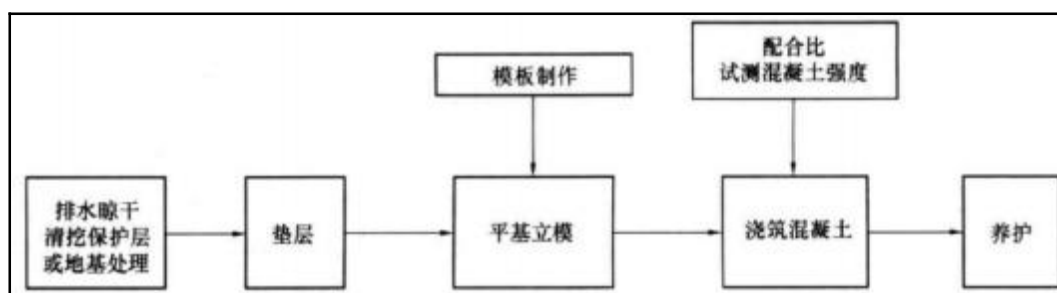 配合比
试测混凝土强度
模板制作
排水晾干
清挖保护层
或地基处理
垫层
平基立模
浇筑混凝土
养护